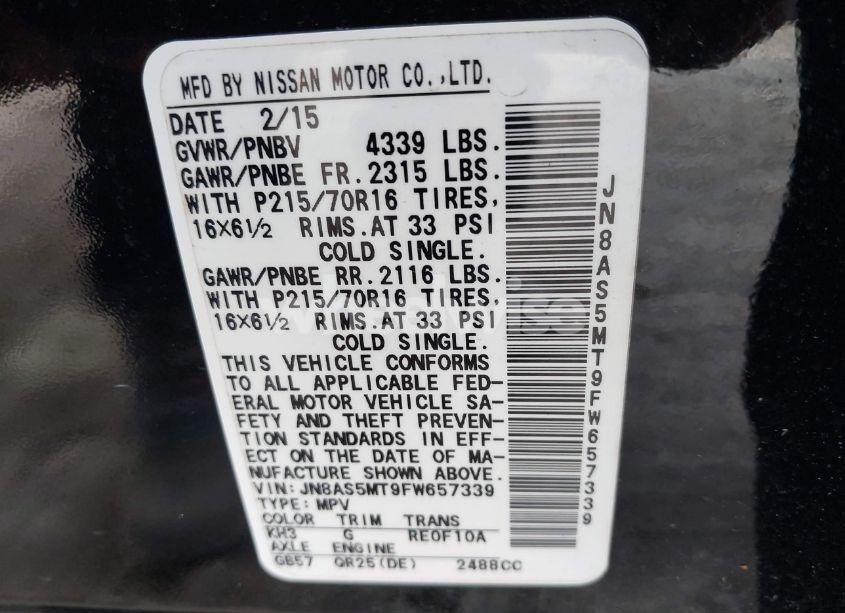 MFD BY NISSAN MOTOR CO.,LTD.
DATE 2/15
GVWR/PNBV 4339 LBS.
GAWR/PNBE FR.2315 LBS.
WITH P215/70R16 TIRES,
16X6½ RIMS.AT 33 PSI
COLD SINGLE.
GAWR/PNBE RR.2116 LBS.
WITH P215/70R16 TIRES,
16X6½ RIMS.AT 33 PSI
COLD SINGLE.
THIS VEHICLE CONFORMS
TO ALL APPLICABLE FED-
ERAL MOTOR VEHICLE SA-
FETY AND THEFT PREVEN-
TION STANDARDS IN EFF-
ECT ON THE DATE OF MA-
NUFACTURE SHOWN ABOVE.
VIN:JN8AS5MT9FW657339
TYPE:MPV
COLOR TRIM TRANS
KH3 G RE0F10A
AXLE ENGINE
GB57 QR25(DE) 2488CC
JN8AS5MT9FW657339